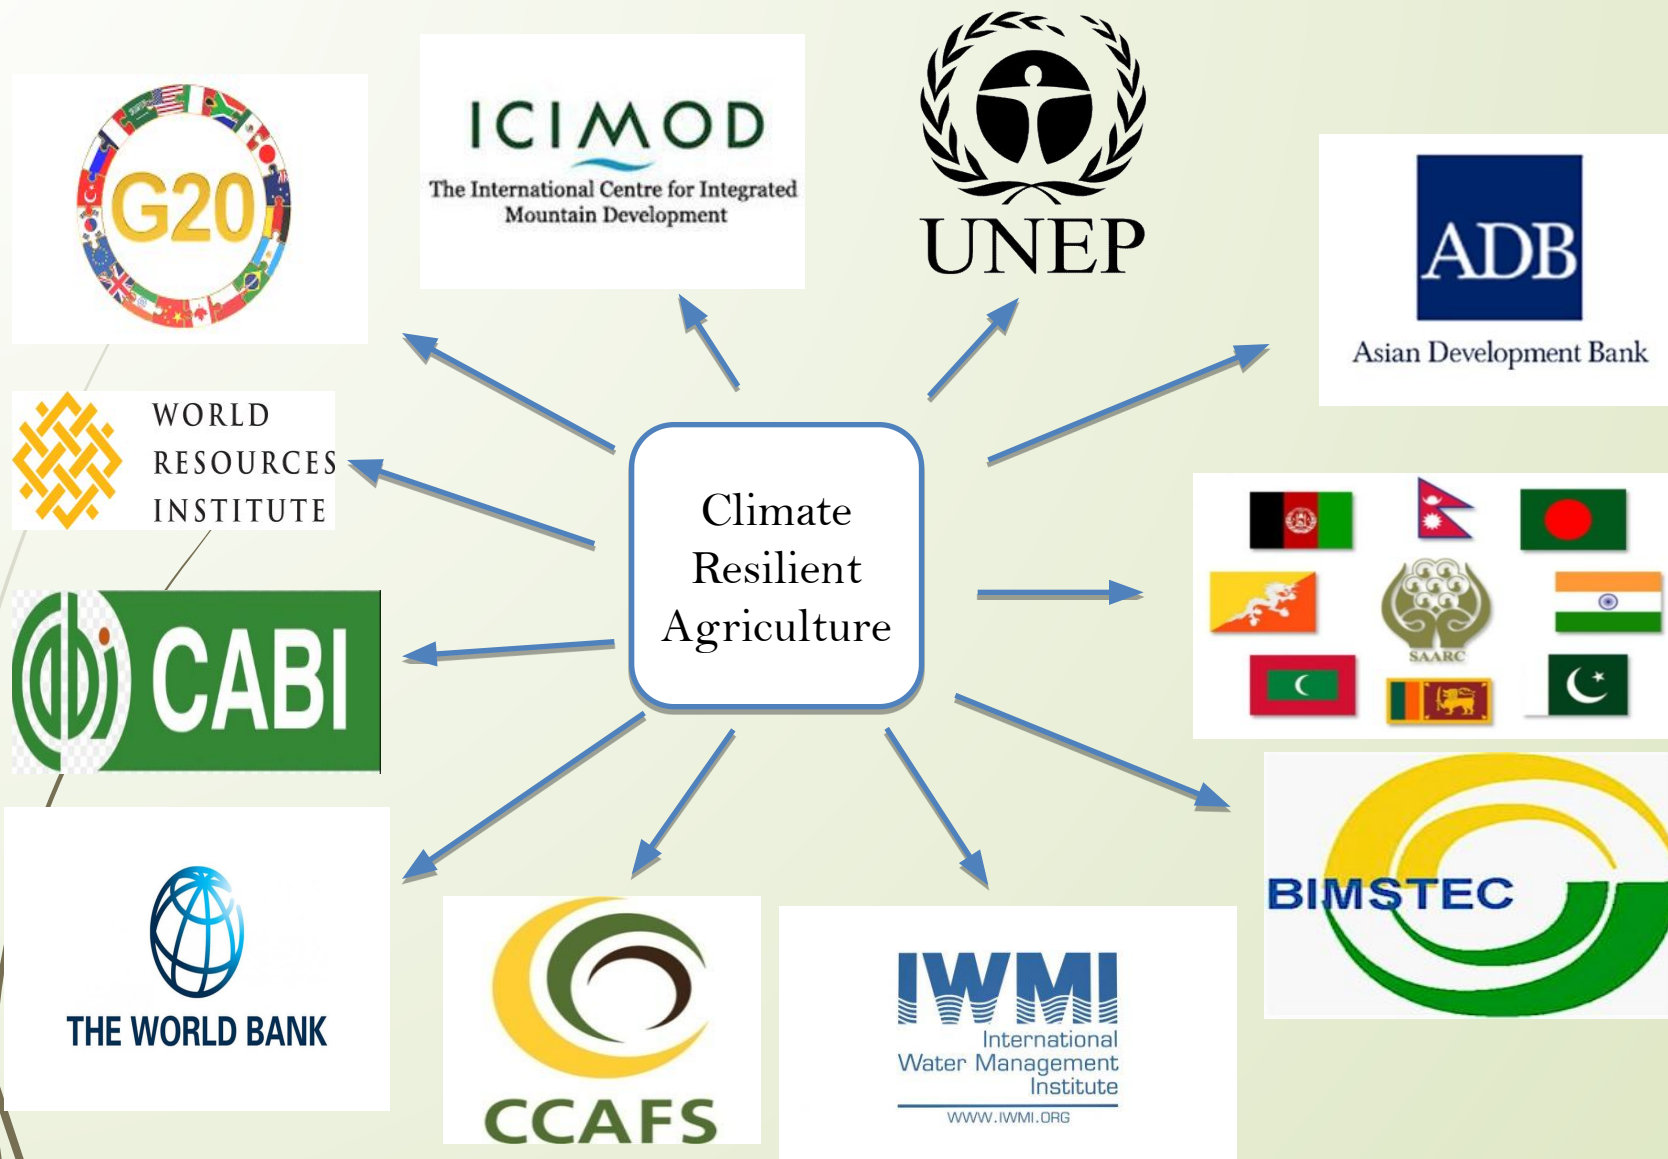 G20
ICIMOD
The International Centre for Integrated
Mountain Development
UNEP
ADB
Asian Development Bank
WORLD
RESOURCES
INSTITUTE
Climate
Resilient
Agriculture
SAARC
abi CABI
BIMSTEC
THE WORLD BANK
CCAFS
IWMI
International
Water Management
Institute
WWW.IWMI.ORG